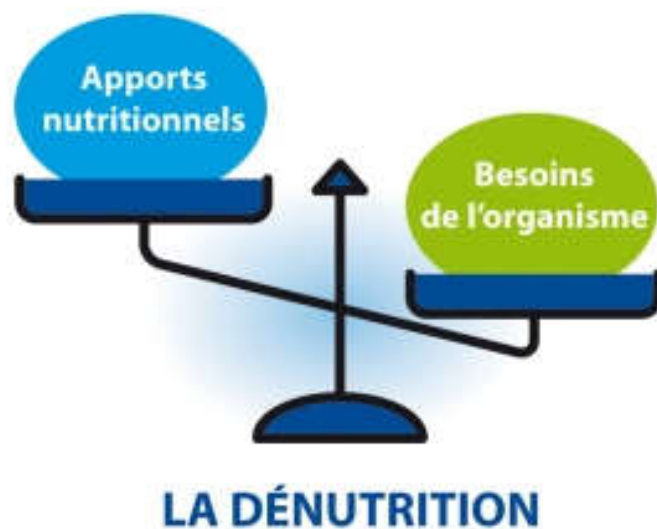 Apports
nutritionnels
Besoins
de l'organisme
LA DÉNUTRITION